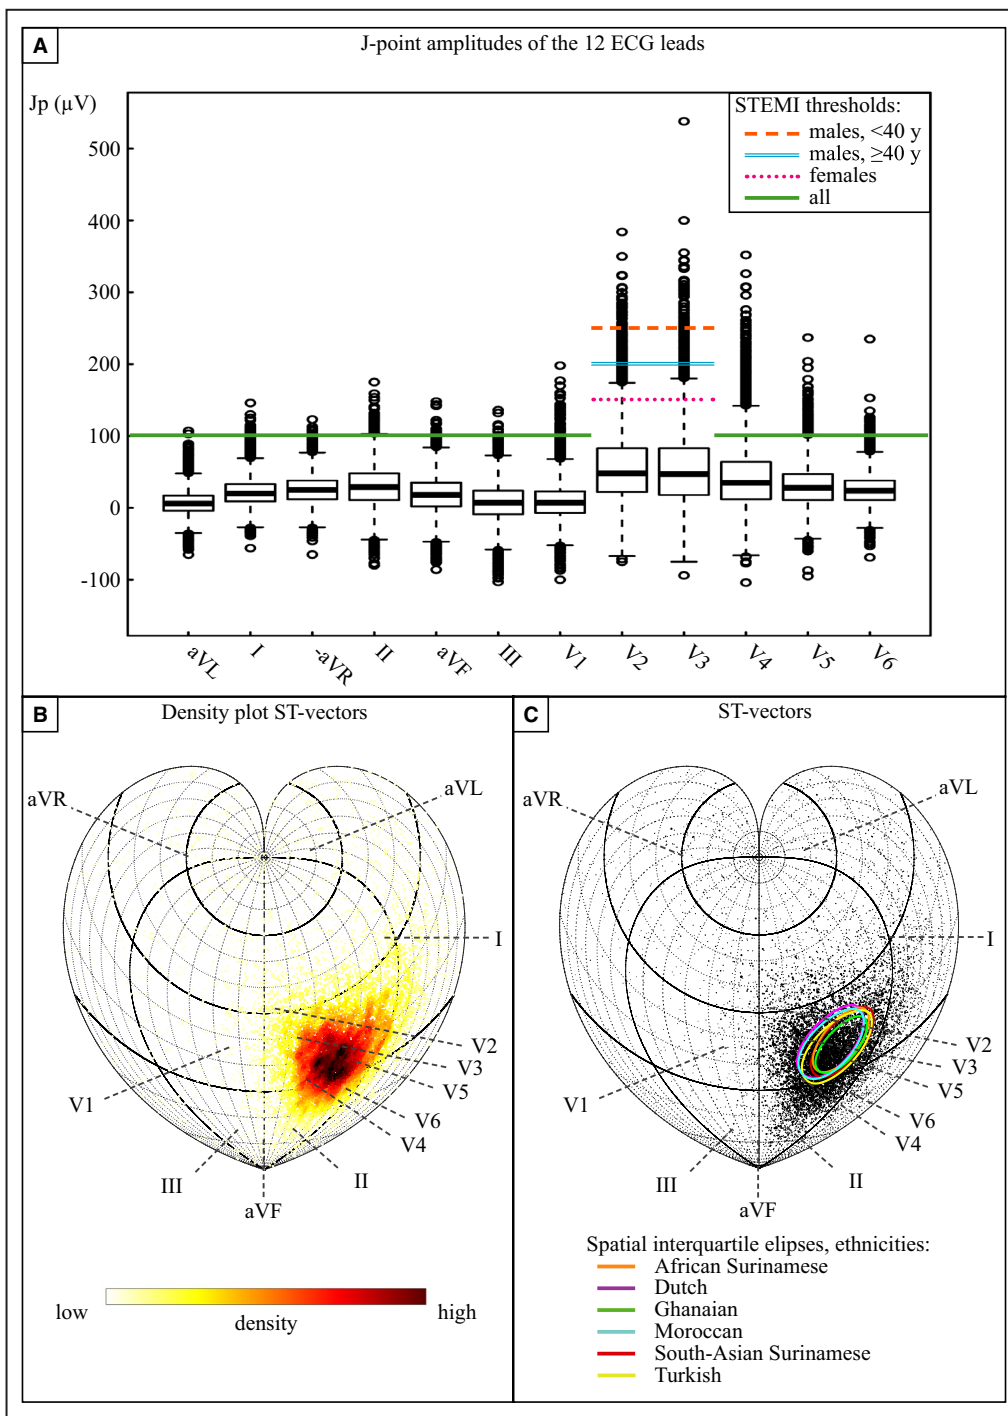 A
J-point amplitudes of the 12 ECG leads
Jp (µV)
STEMI thresholds:
males, <40 y
males, ≥40 y
females
all
500
400
300
200
100
0
-100
aVL I -aVR II aVF III V1 V2 V3 V4 V5 V6
B
Density plot ST-vectors
aVR
aVL
I
V2
V3
V5
V6
V4
V1
III
II
aVF
low
density
high
C
ST-vectors
aVR
aVL
I
V2
V3
V5
V6
V4
V1
III
II
aVF
Spatial interquartile elipses, ethnicities:
African Surinamese
Dutch
Ghanaian
Moroccan
South-Asian Surinamese
Turkish